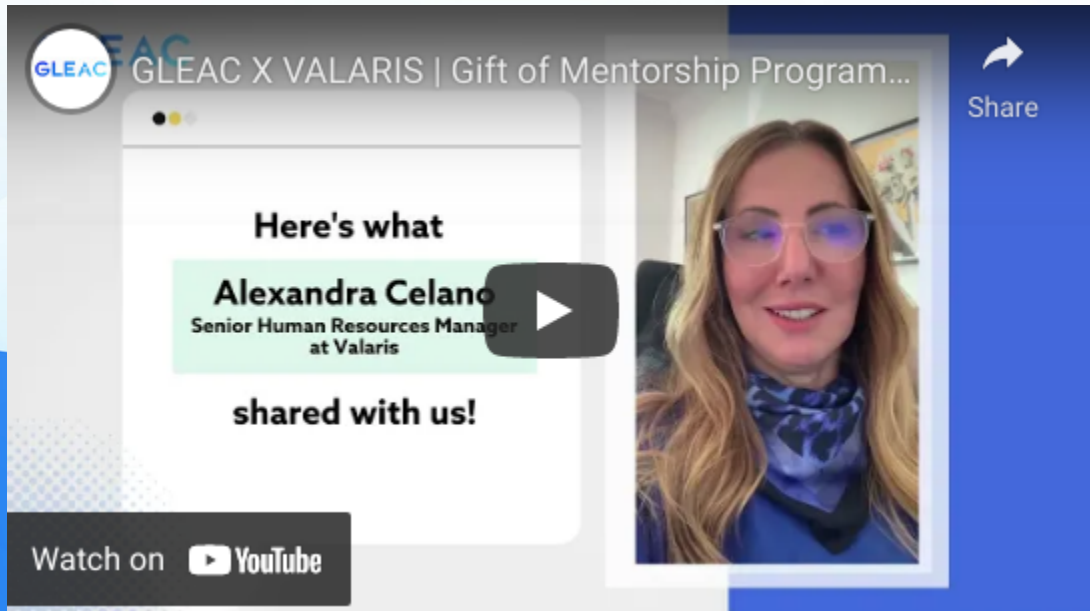 GLEAC
GLEAC X VALARIS | Gift of Mentorship Program...
Share
Here's what
Alexandra Celano
Senior Human Resources Manager
at Valaris
shared with us!
Watch on YouTube